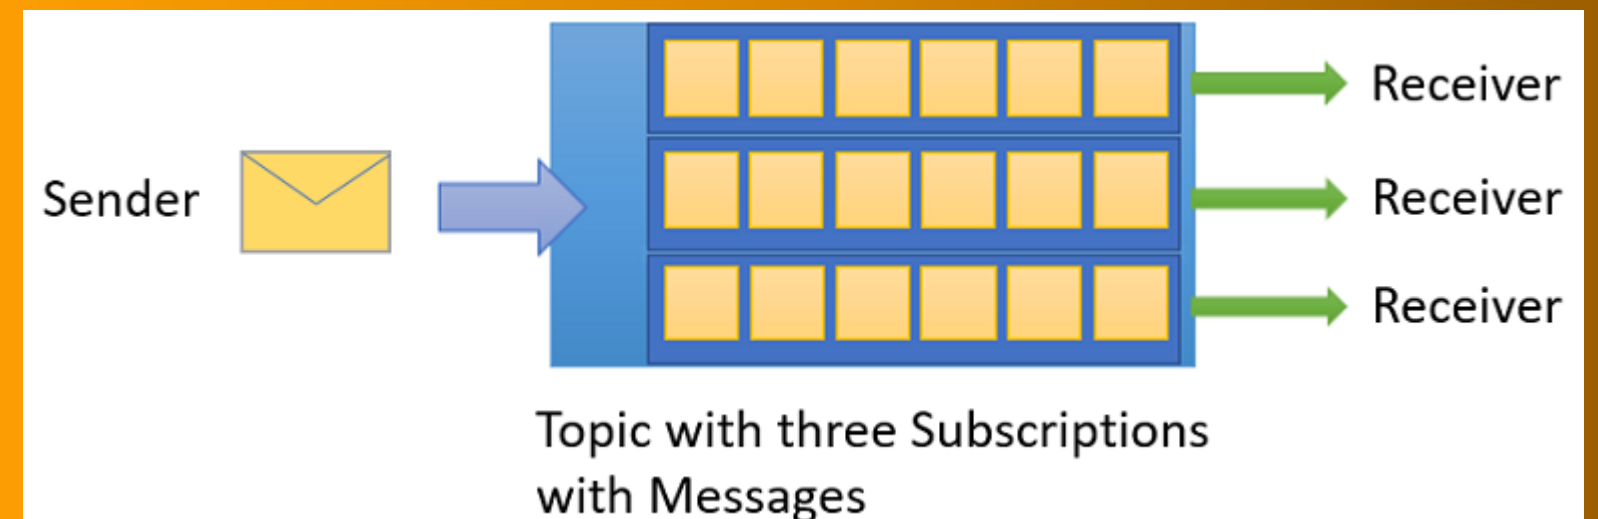 Sender
Receiver
Receiver
Receiver
Topic with three Subscriptions
with Messages